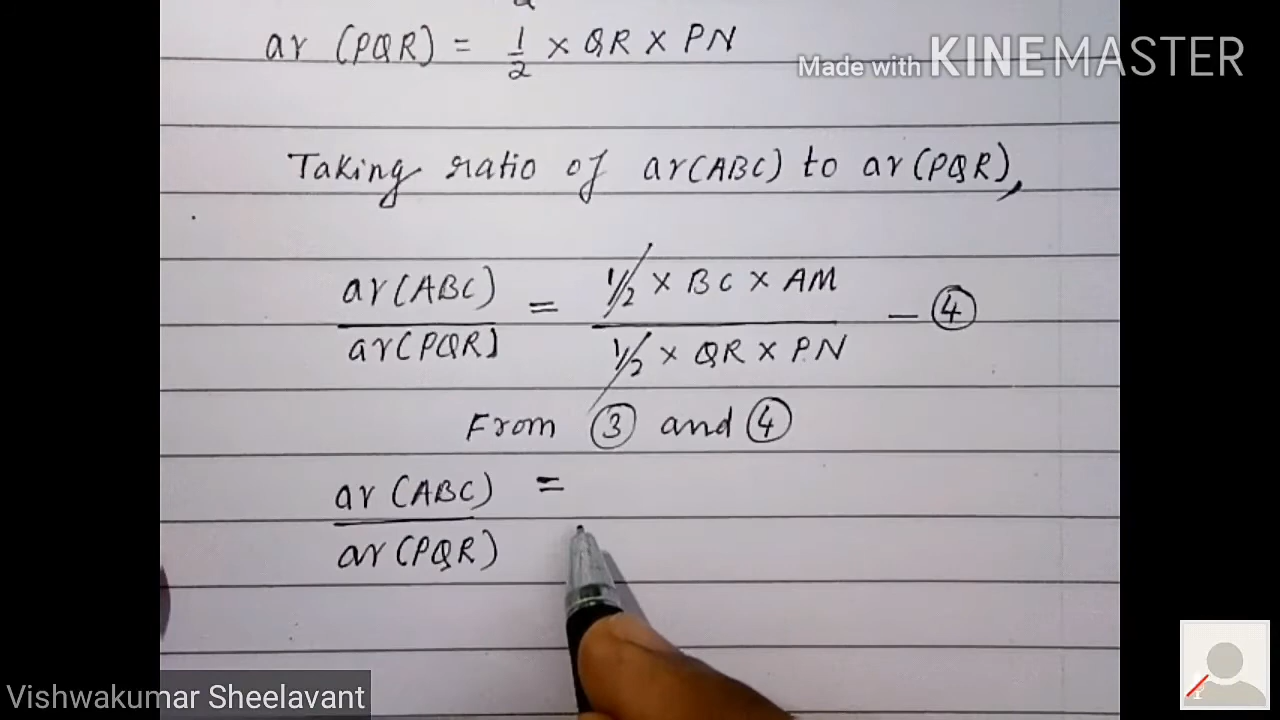 ar (PQR) = 1/2 × QR × PN
Made with KINEMASTER
Taking ratio of ar(ABC) to ar(PQR),
ar(ABC) / ar(PQR) = 1/2 × BC × AM / 1/2 × QR × PN — ④
From ③ and ④
ar (ABC) / ar (PQR) =
Vishwakumar Sheelavant